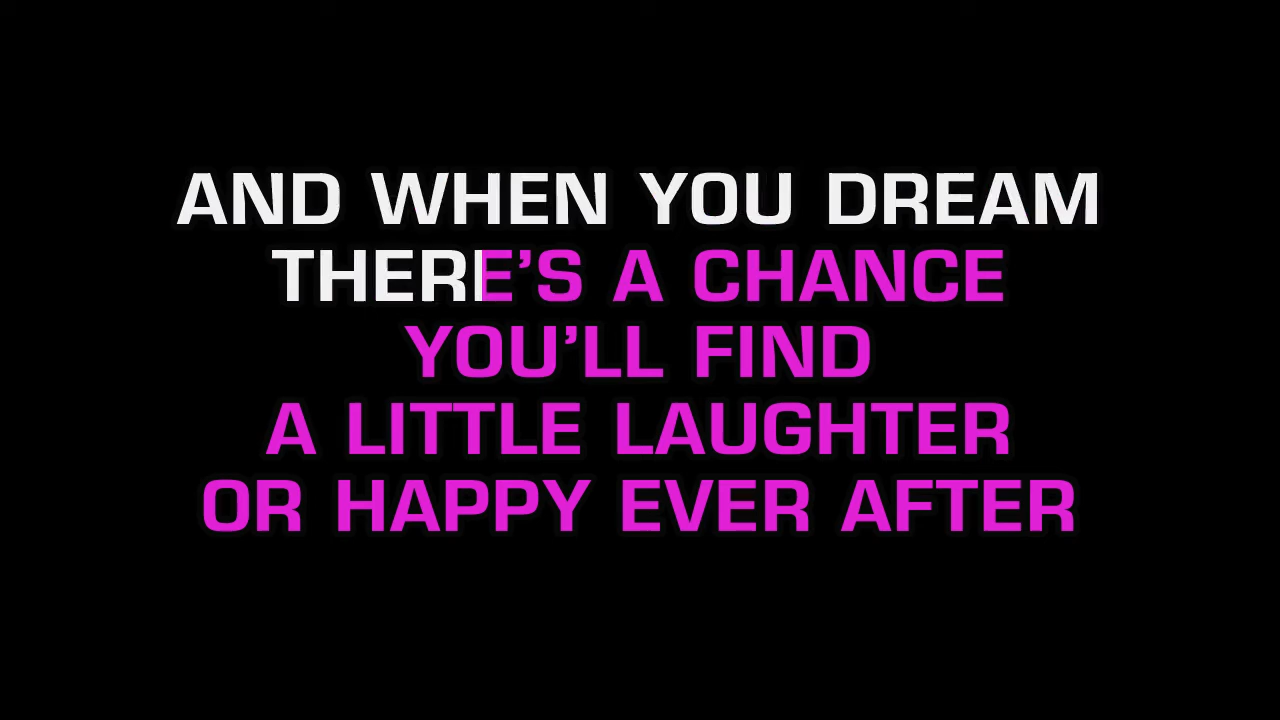 AND WHEN YOU DREAM
THERE’S A CHANCE
YOU’LL FIND
A LITTLE LAUGHTER
OR HAPPY EVER AFTER